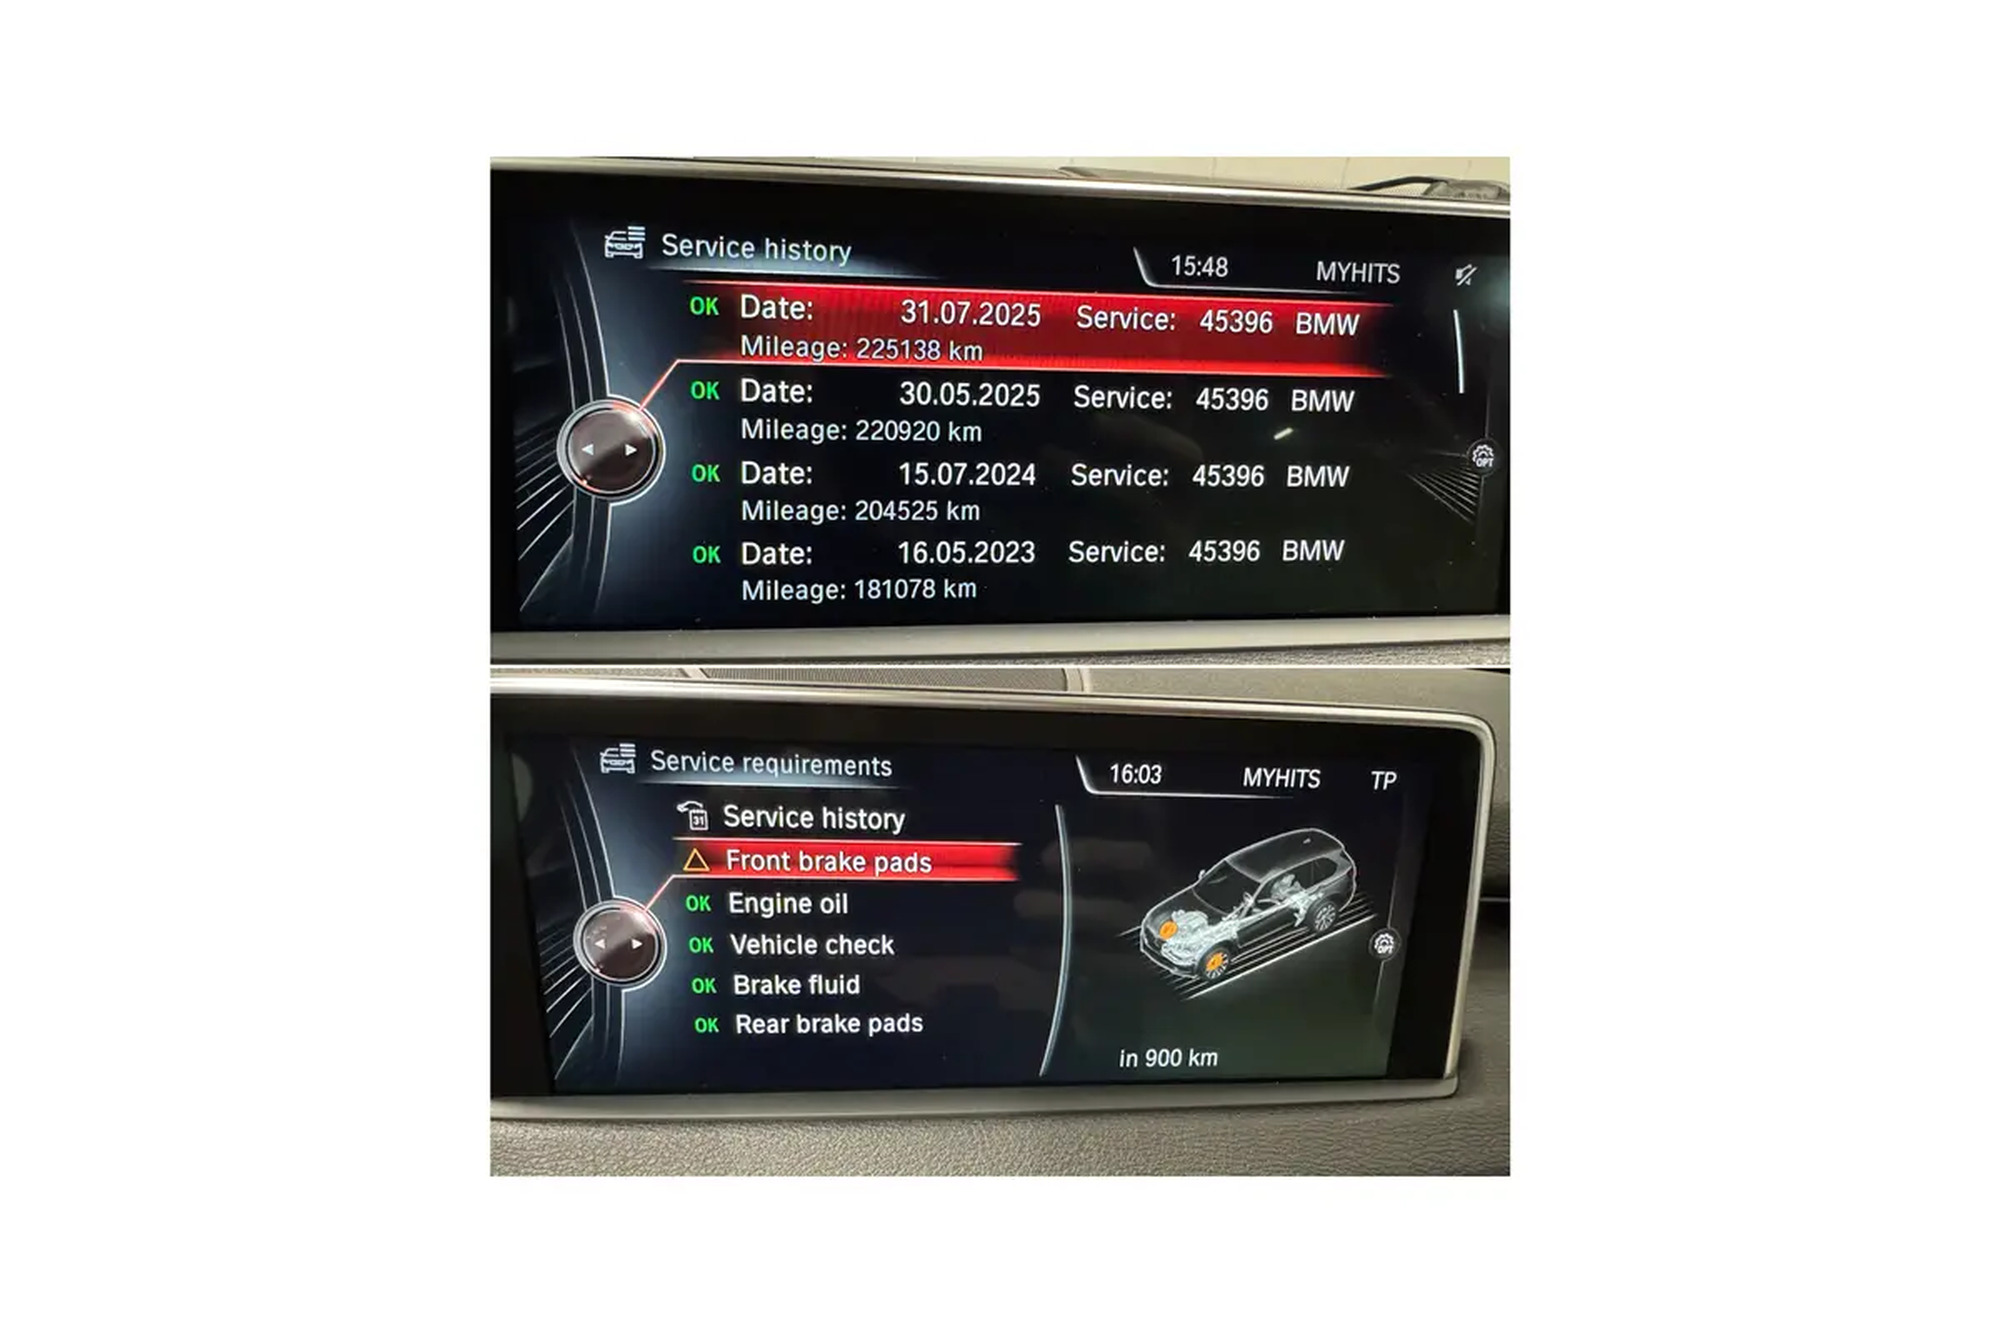 Service history
15:48 MYHITS
OK Date: 31.07.2025 Service: 45396 BMW
Mileage: 225138 km
OK Date: 30.05.2025 Service: 45396 BMW
Mileage: 220920 km
OK Date: 15.07.2024 Service: 45396 BMW
Mileage: 204525 km
OK Date: 16.05.2023 Service: 45396 BMW
Mileage: 181078 km
OPT
Service requirements
16:03 MYHITS TP
31 Service history
Front brake pads
OK Engine oil
OK Vehicle check
OK Brake fluid
OK Rear brake pads
OPT
in 900 km